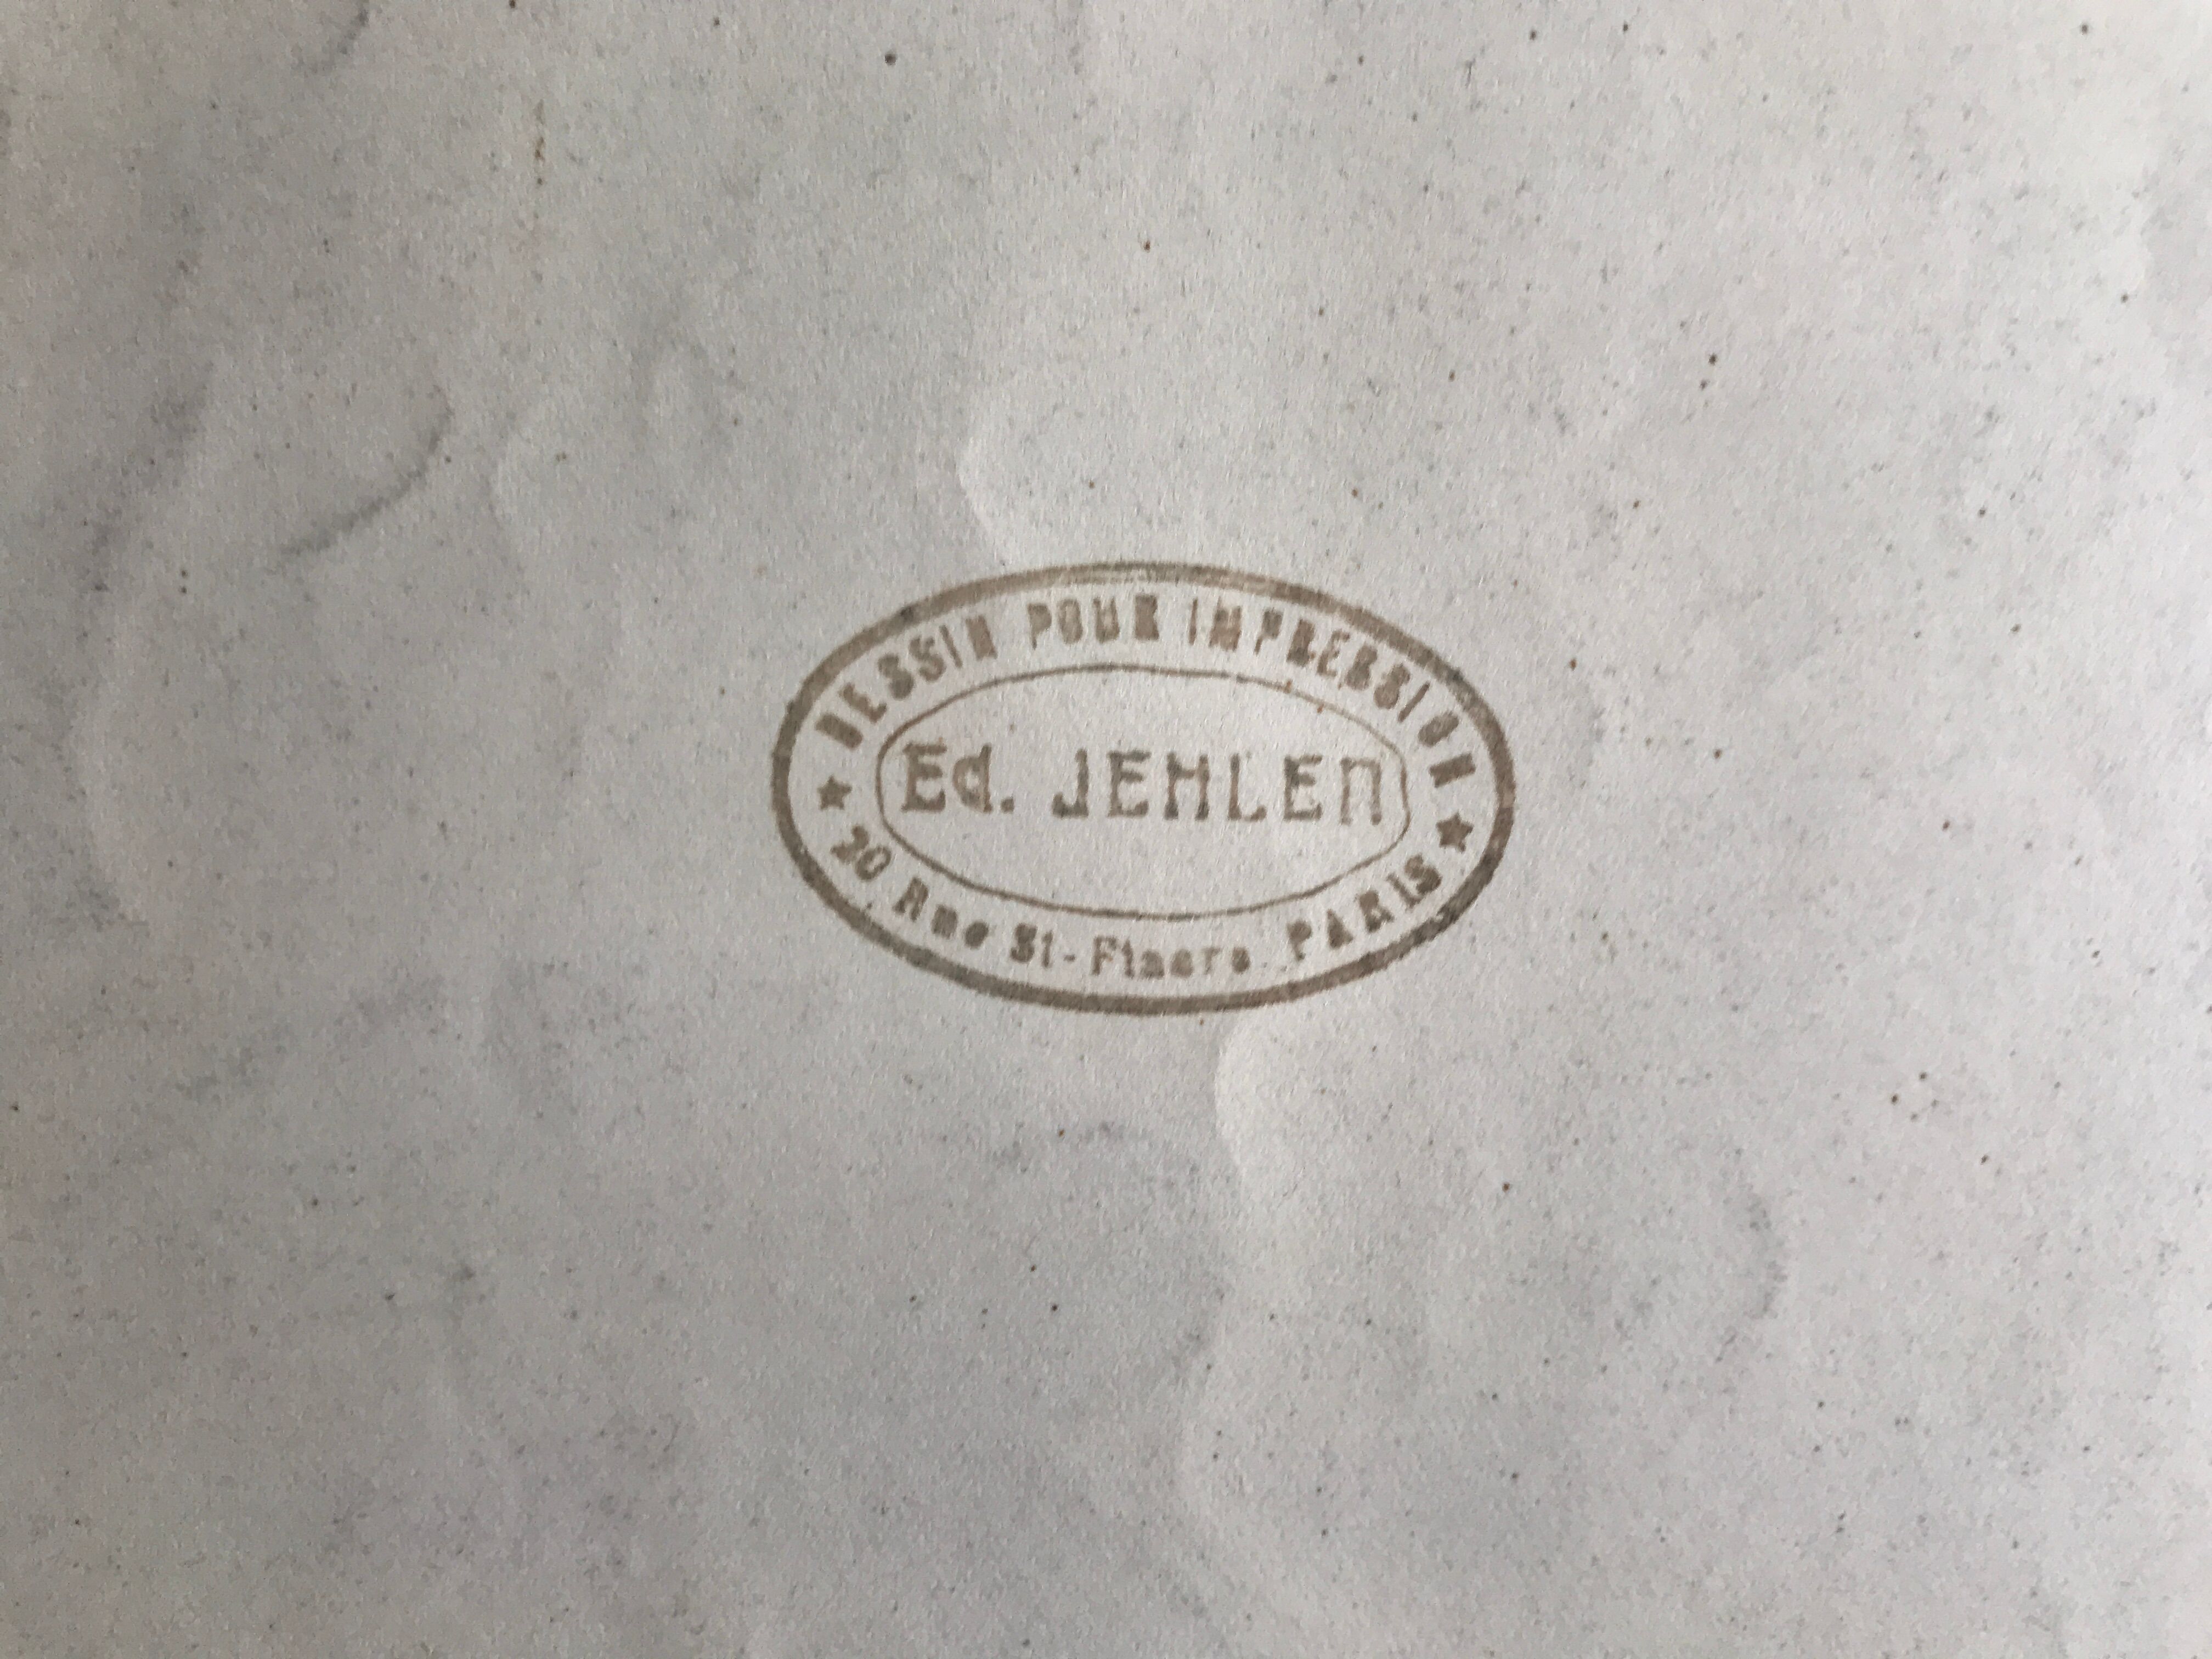 DESSIN POUR IMPRESSION
Ed. JEHLEN
20 Rue St-Fiacre PARIS